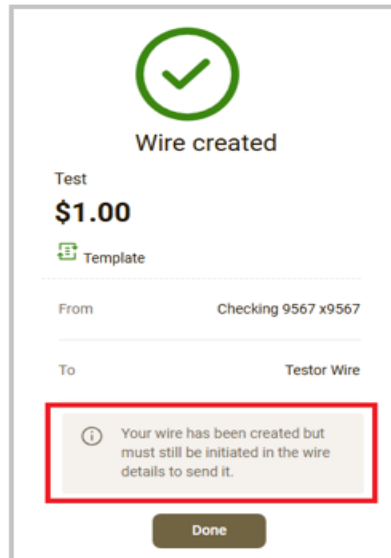 Wire created
Test
$1.00
Template
From Checking 9567 x9567
To Testor Wire
Your wire has been created but
must still be initiated in the wire
details to send it.
Done